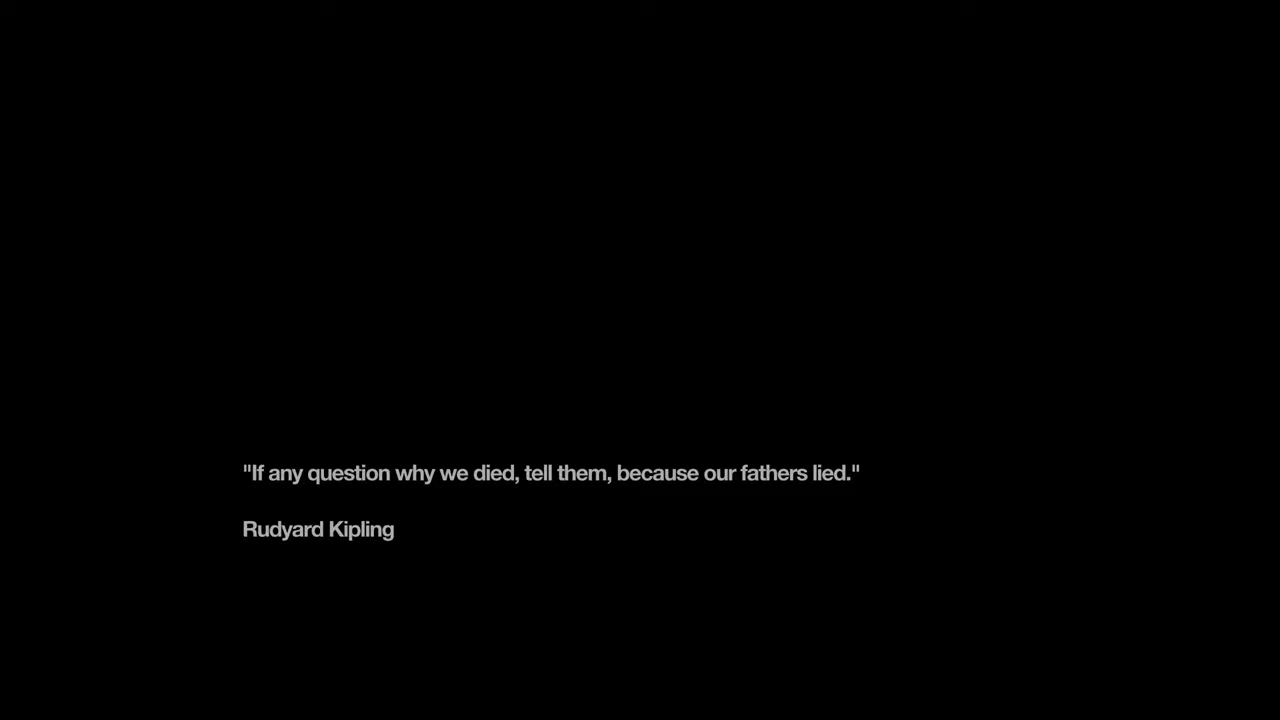 "If any question why we died, tell them, because our fathers lied."
Rudyard Kipling